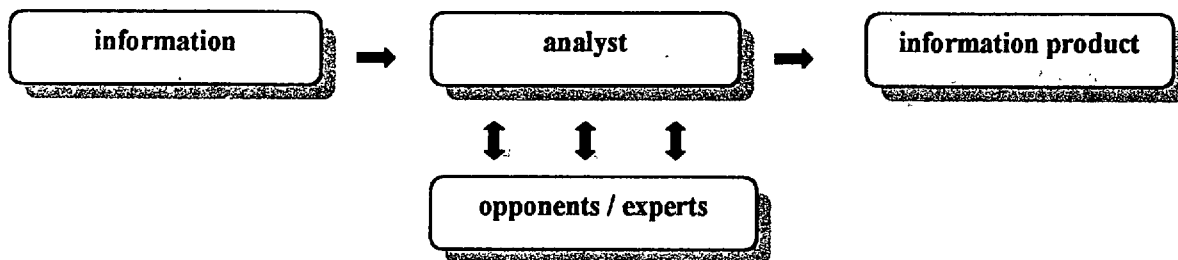 information
analyst
information product
opponents / experts